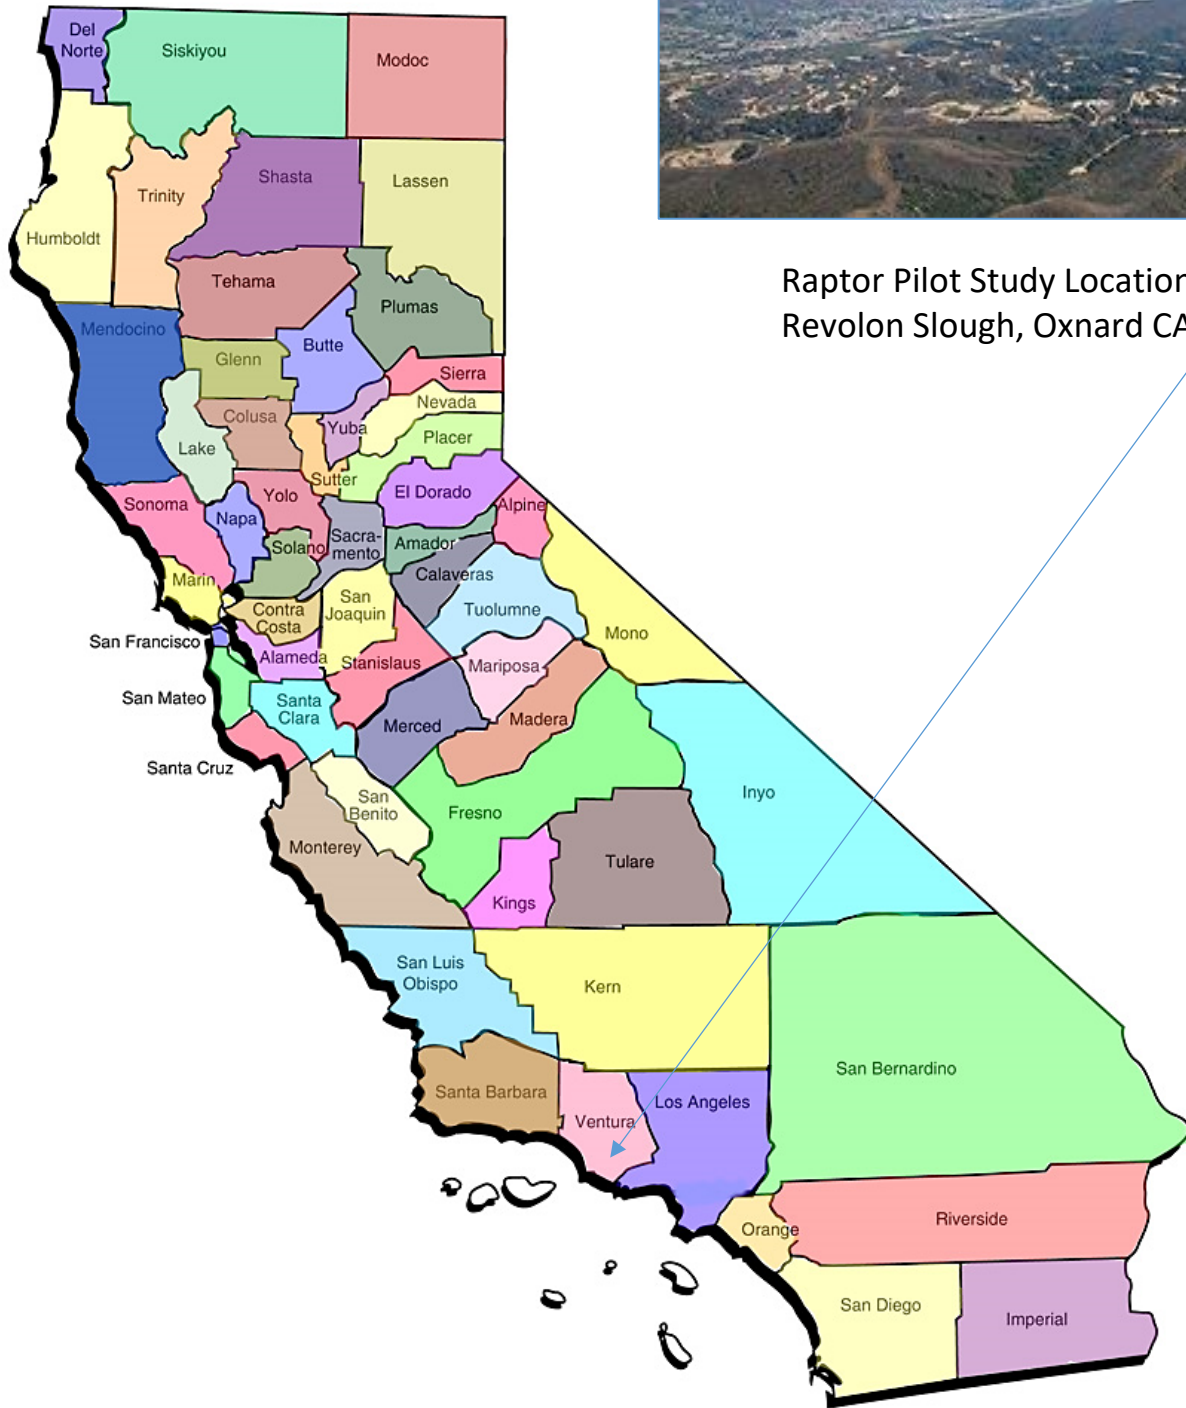 Del
Norte
Siskiyou
Modoc
Trinity
Shasta
Lassen
Humboldt
Raptor Pilot Study Location
Revolon Slough, Oxnard CA
Tehama
Plumas
Mendocino
Butte
Glenn
Sierra
Nevada
Colusa
Yuba
Placer
Lake
Sutter
El Dorado
Yolo
Sonoma
Alpine
Napa
Sacra-
mento
Solano
Amador
Calaveras
Marin
Contra
Costa
San
Joaquin
Tuolumne
Mono
San Francisco
Alameda
Stanislaus
Mariposa
San Mateo
Santa
Clara
Merced
Madera
Santa Cruz
San
Benito
Fresno
Inyo
Monterey
Tulare
Kings
San Luis
Obispo
Kern
San Bernardino
Santa Barbara
Los Angeles
Ventura
Orange
Riverside
San Diego
Imperial